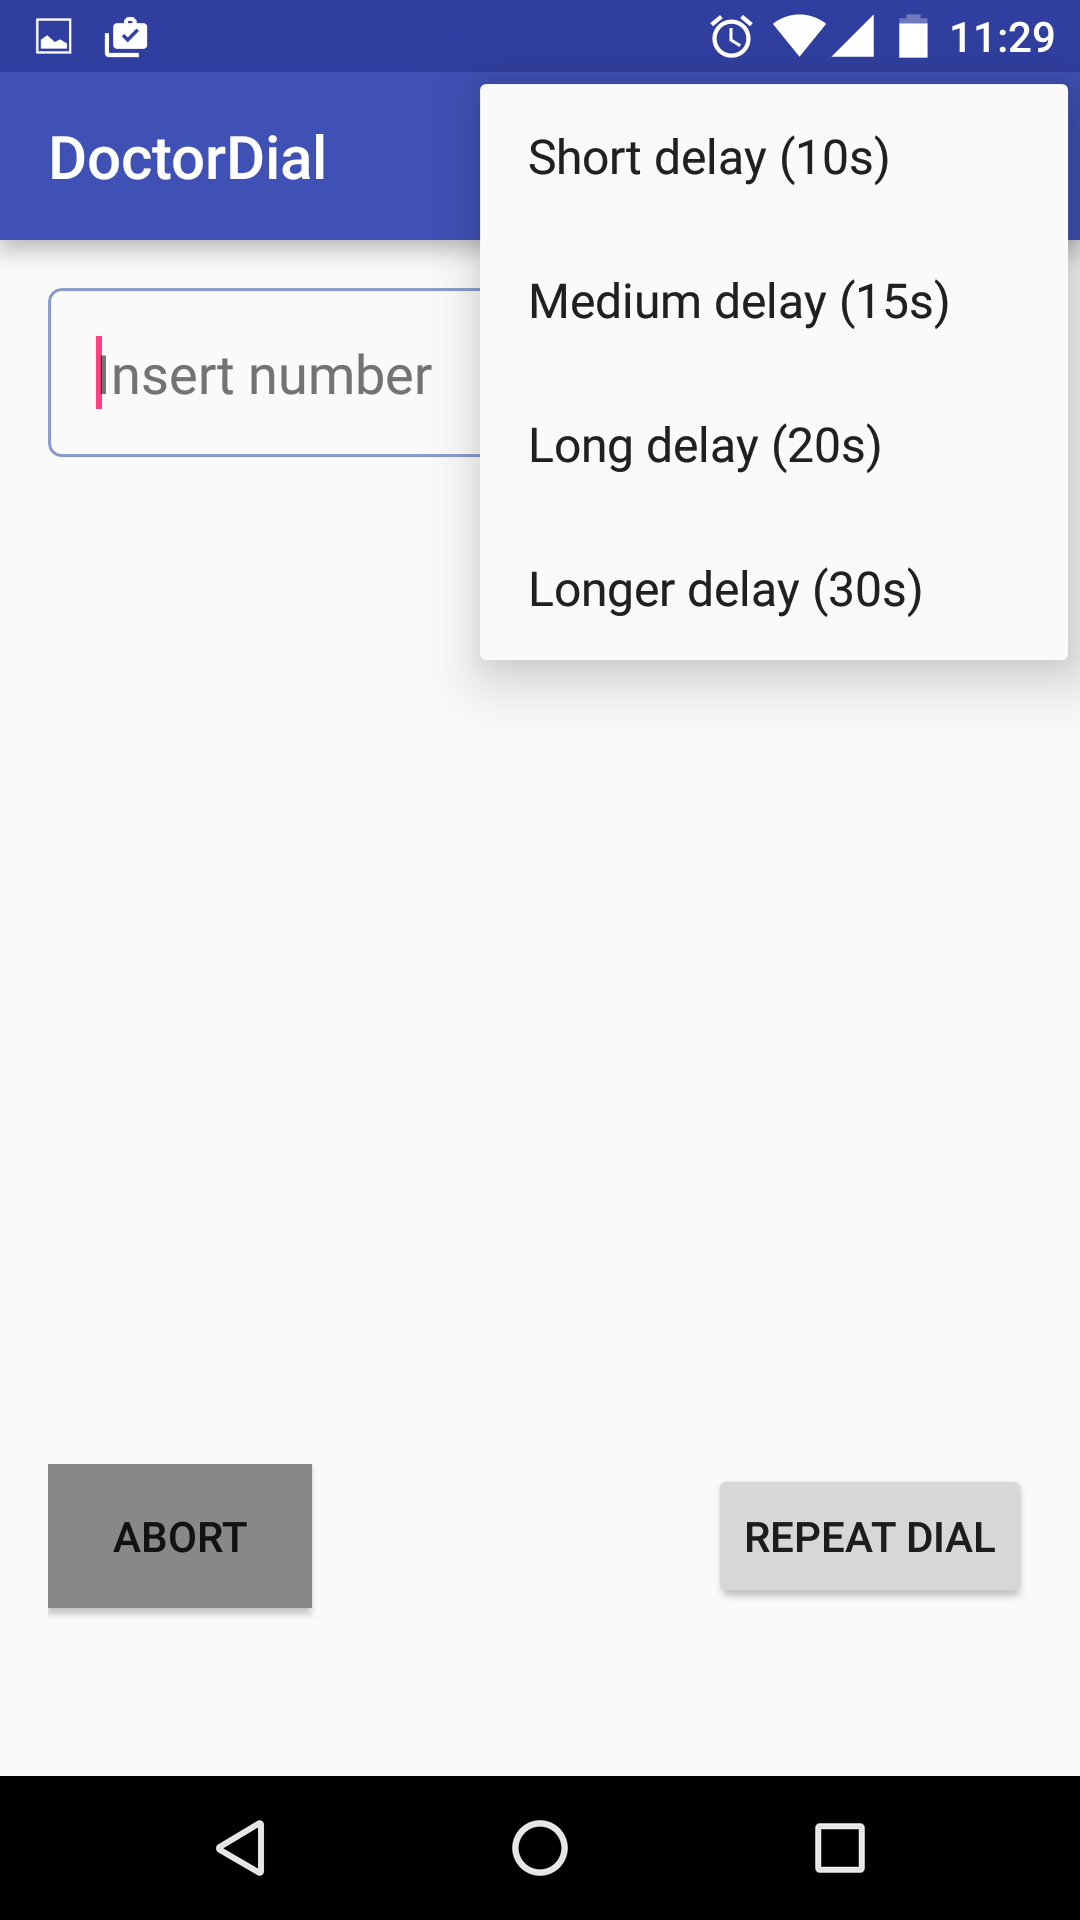 11:29
DoctorDial
Short delay (10s)
Medium delay (15s)
Long delay (20s)
Longer delay (30s)
Insert number
ABORT
REPEAT DIAL